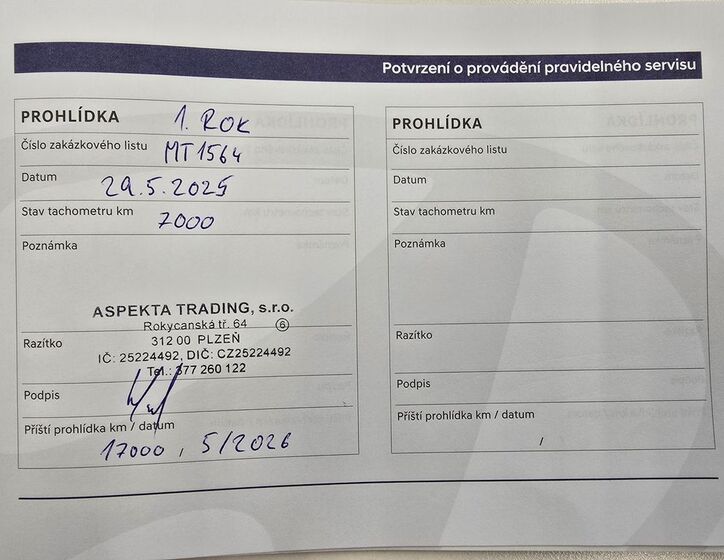 Potvrzení o provádění pravidelného servisu
PROHLÍDKA 1. ROK
Číslo zakázkového listu MT1564
Datum 29.5.2025
Stav tachometru km 7000
Poznámka
ASPEKTA TRADING, s.r.o.
Rokycanská tř. 64 6
312 00 PLZEŇ
Razítko
IČ: 25224492, DIČ: CZ25224492
Tel.: 377 260 122
Podpis
Příští prohlídka km / datum
17000, 5/2026
PROHLÍDKA
Číslo zakázkového listu
Datum
Stav tachometru km
Poznámka
Razítko
Podpis
Příští prohlídka km / datum
/